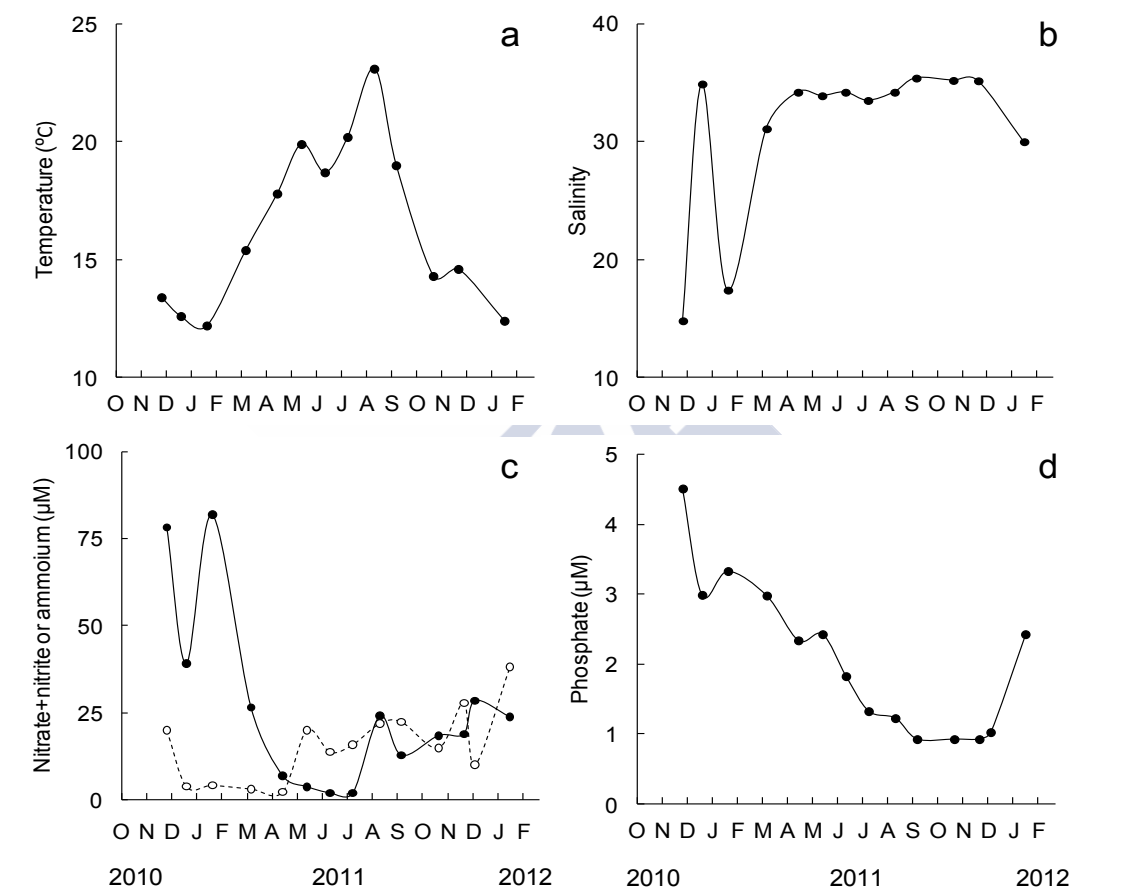 a
25
20
15
10
Temperature (ºC)
O N D J F M A M J J A S O N D J F
b
40
30
20
10
Salinity
O N D J F M A M J J A S O N D J F
c
100
75
50
25
0
Nitrate+nitrite or ammoium (µM)
O N D J F M A M J J A S O N D J F
2010 2011 2012
d
5
4
3
2
1
0
Phosphate (µM)
O N D J F M A M J J A S O N D J F
2010 2011 2012